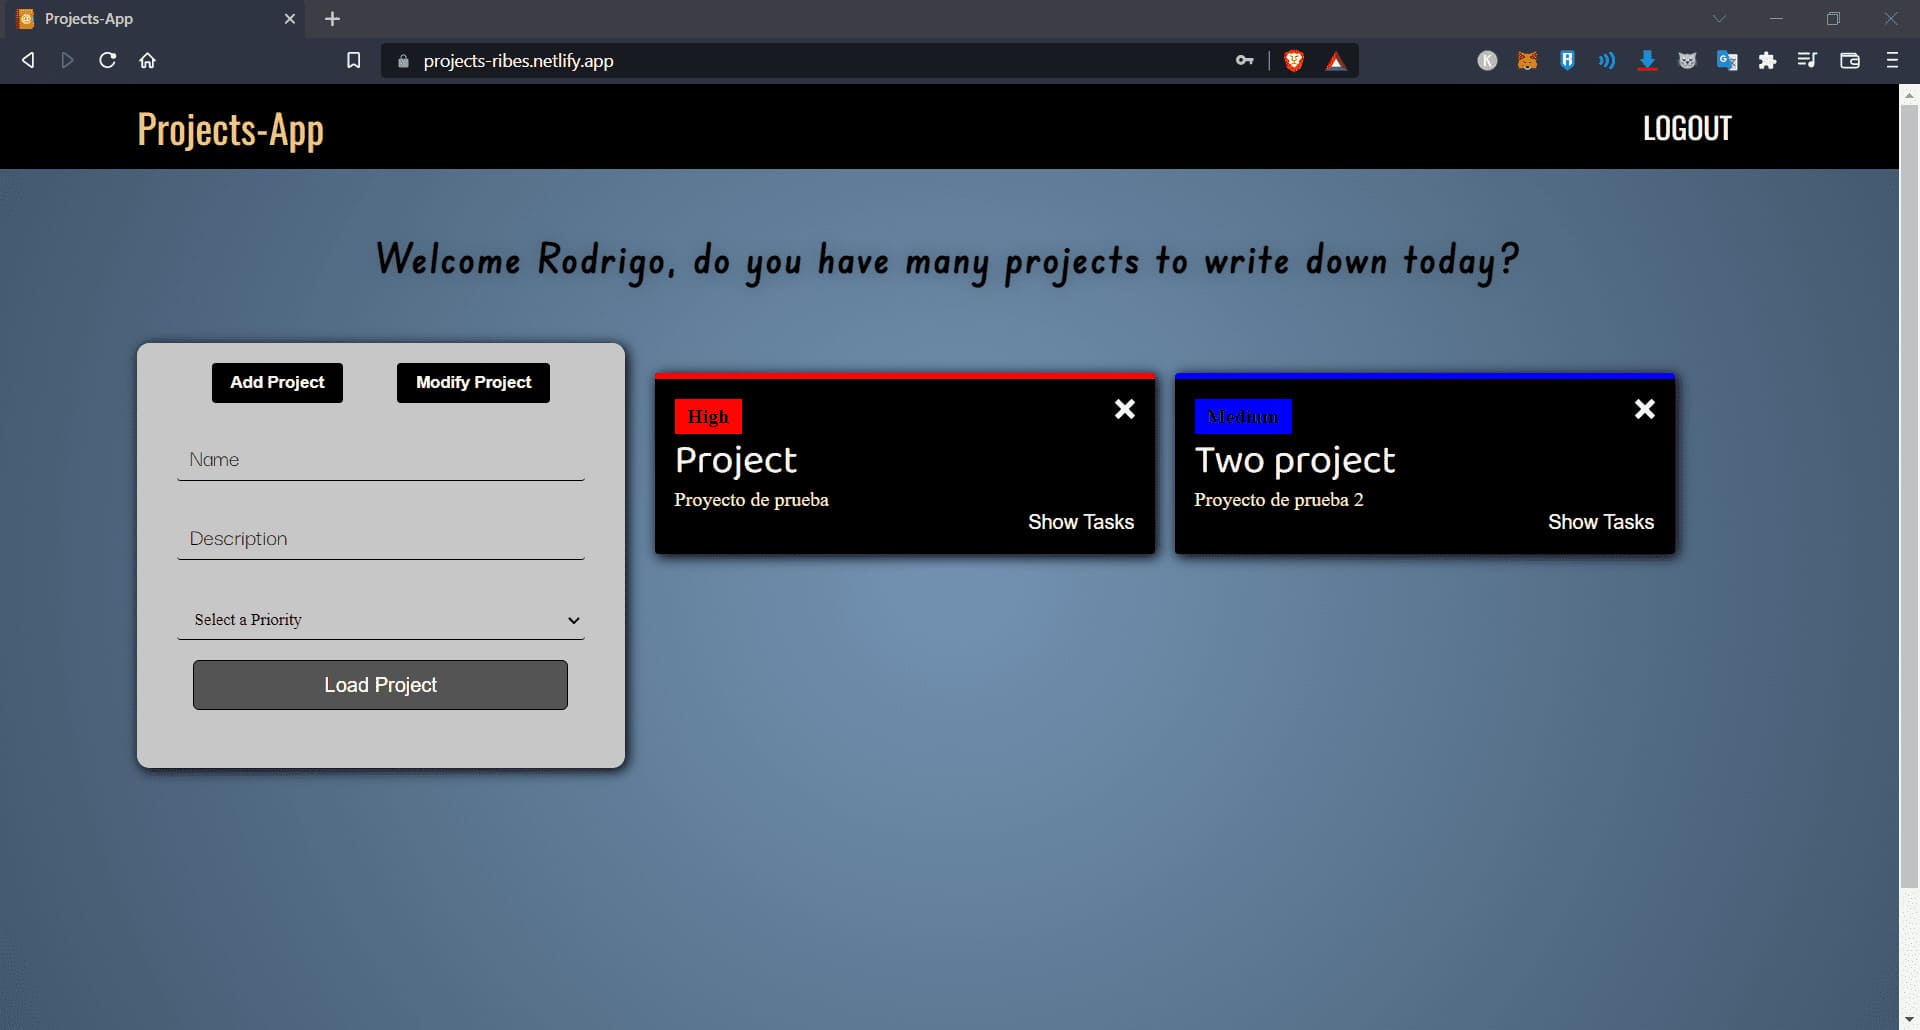 Projects-App
projects-ribes.netlify.app
Projects-App
LOGOUT
Welcome Rodrigo, do you have many projects to write down today?
Add Project
Modify Project
Name
Description
Select a Priority
Load Project
High
Project
Proyecto de prueba
Show Tasks
Medium
Two project
Proyecto de prueba 2
Show Tasks